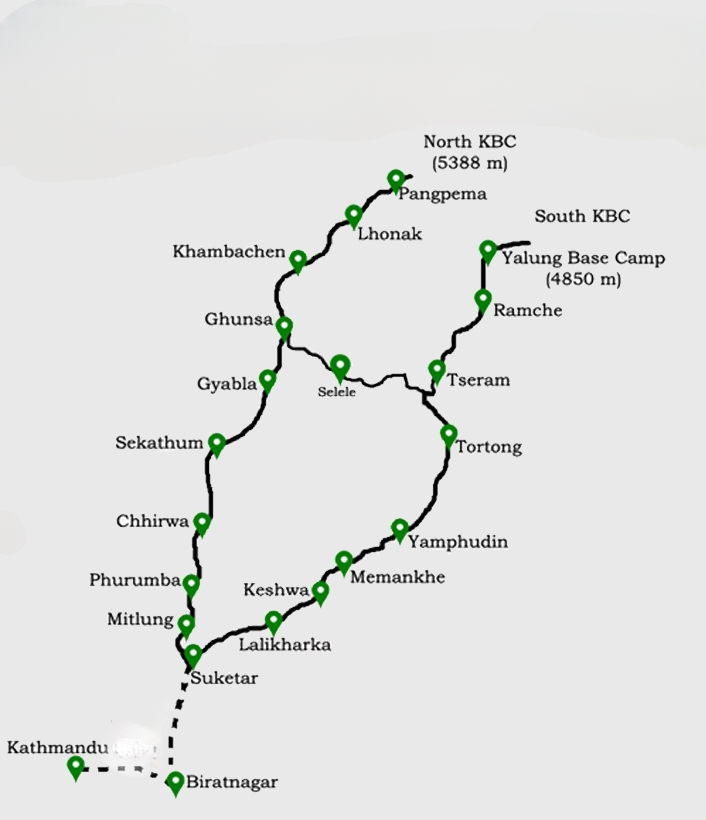 North KBC
(5388 m)
Pangpema
South KBC
Lhonak
Khambachen
Yalung Base Camp
(4850 m)
Ramche
Ghunsa
Gyabla
Selele
Tseram
Sekathum
Tortong
Chhirwa
Yamphudin
Phurumba
Memankhe
Keshwa
Mitlung
Lalikharka
Suketar
Kathmandu
Biratnagar